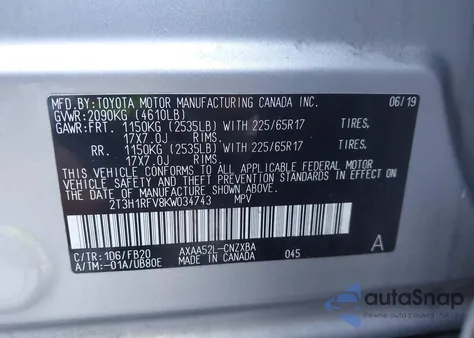 MFD.BY:TOYOTA MOTOR MANUFACTURING CANADA INC. 06/19
GVWR:2090KG (4610LB)
GAWR:FRT. 1150KG (2535LB) WITH 225/65R17 TIRES.
17X7.0J RIMS.
RR. 1150KG (2535LB) WITH 225/65R17 TIRES.
17X7.0J RIMS.
THIS VEHICLE CONFORMS TO ALL APPLICABLE FEDERAL MOTOR
VEHICLE SAFETY AND BUMPER STANDARDS IN
EFFECT ON THE DATE OF MANUFACTURE SHOWN ABOVE.
2T3H1RFV8KW034743 MPV
C/TR:1D6/FB20 AXAA52L-CNZXBA A
A/TM:-01A/UB80E MADE IN CANADA 045
autaSnap